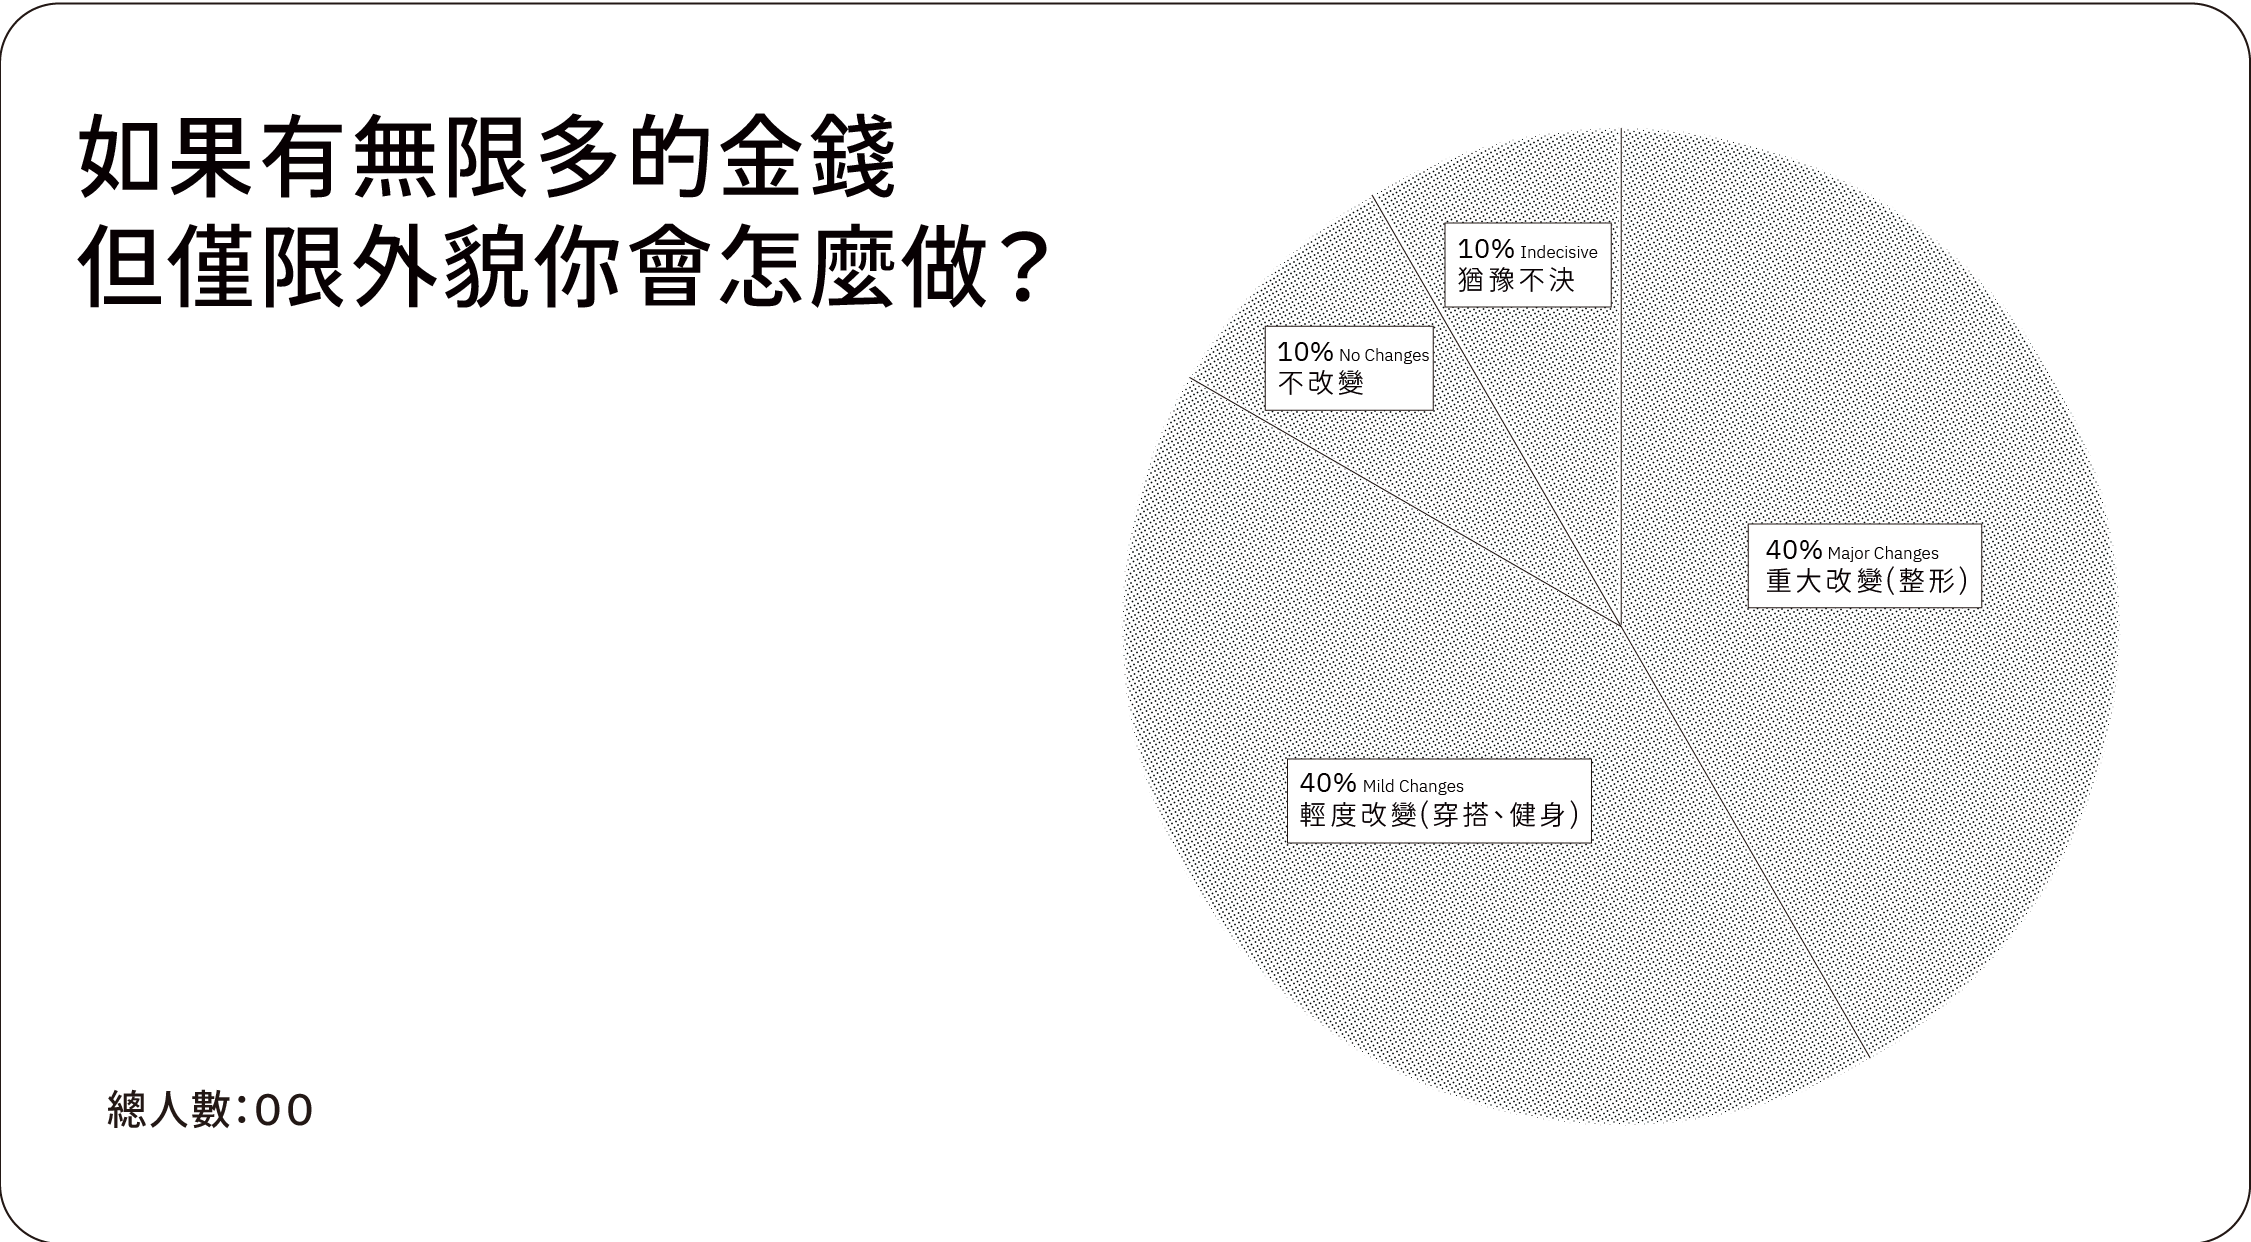 如果有無限多的金錢
但僅限外貌你會怎麼做？
10% Indecisive
猶豫不決
10% No Changes
不改變
40% Major Changes
重大改變(整形)
40% Mild Changes
輕度改變(穿搭、健身)
總人數：00